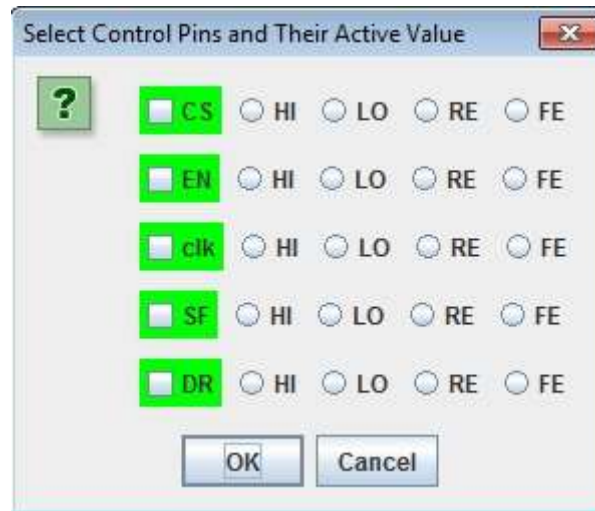 Select Control Pins and Their Active Value
?
CS HI LO RE FE
EN HI LO RE FE
clk HI LO RE FE
SF HI LO RE FE
DR HI LO RE FE
OK Cancel